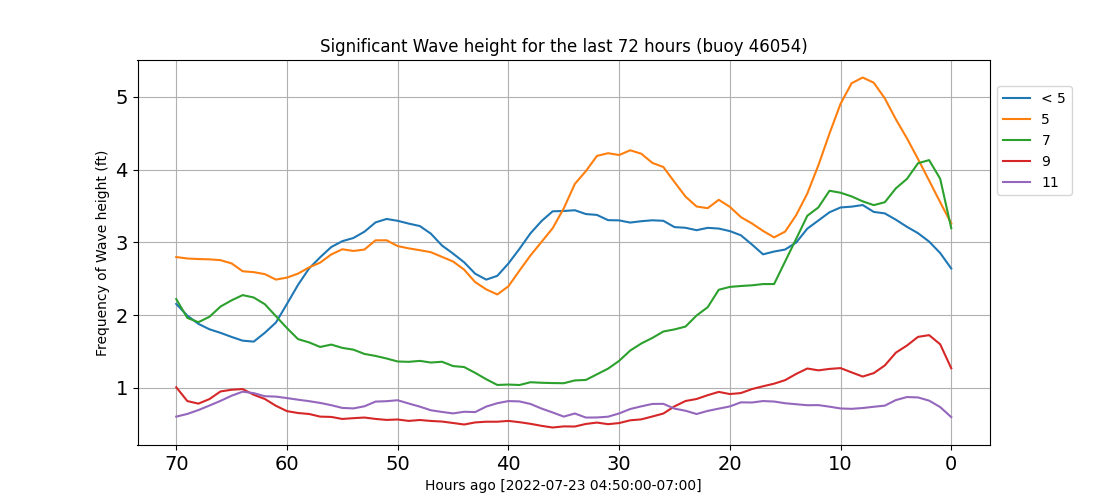 Significant Wave height for the last 72 hours (buoy 46054)
Frequency of Wave height (ft)
5
4
3
2
1
70 60 50 40 30 20 10 0
Hours ago [2022-07-23 04:50:00-07:00]
< 5
5
7
9
11